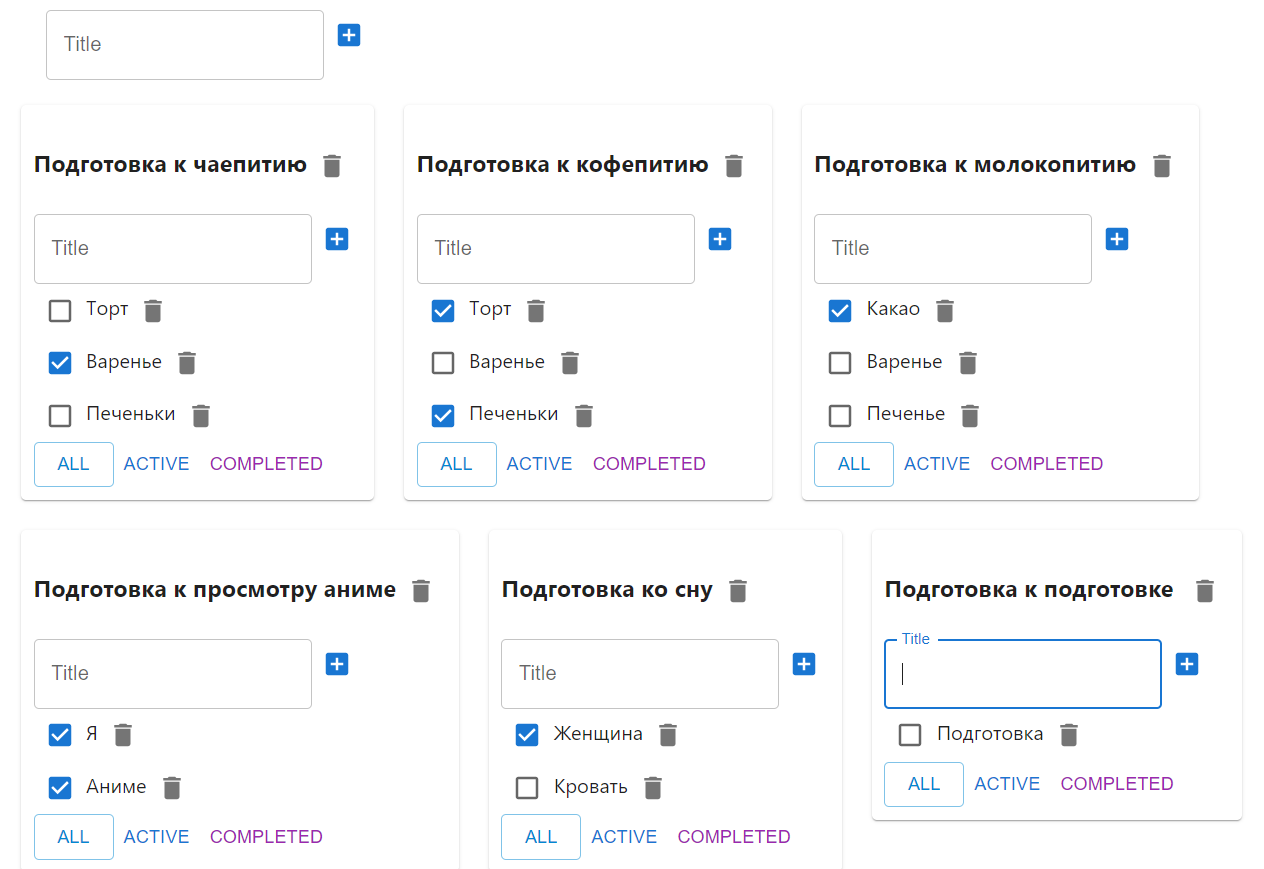 Title
Подготовка к чаепитию
Title
Торт
Варенье
Печеньки
ALL ACTIVE COMPLETED
Подготовка к кофепитию
Title
Торт
Варенье
Печеньки
ALL ACTIVE COMPLETED
Подготовка к молокопитию
Title
Какао
Варенье
Печенье
ALL ACTIVE COMPLETED
Подготовка к просмотру аниме
Title
Я
Аниме
ALL ACTIVE COMPLETED
Подготовка ко сну
Title
Женщина
Кровать
ALL ACTIVE COMPLETED
Подготовка к подготовке
Title
Подготовка
ALL ACTIVE COMPLETED